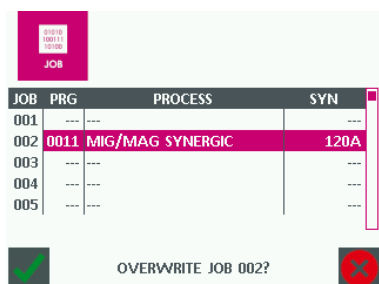 01010
100111
10100
JOB
JOB PRG PROCESS SYN
001 --- --- ---
002 0011 MIG/MAG SYNERGIC 120A
003 --- --- ---
004 --- --- ---
005 --- --- ---
OVERWRITE JOB 002?